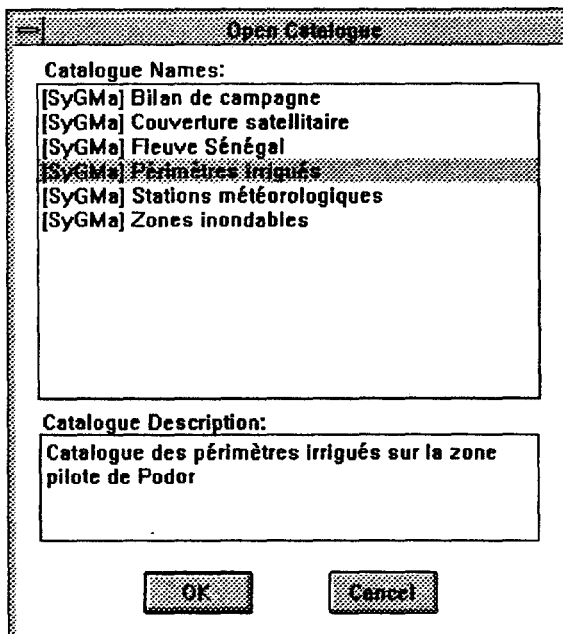 Open Catalogue
Catalogue Names:
[SyGMa] Bilan de campagne
[SyGMa] Couverture satellitaire
[SyGMa] Fleuve Sénégal
[SyGMa] Périmètres irrigués
[SyGMa] Stations météorologiques
[SyGMa] Zones inondables
Catalogue Description:
Catalogue des périmètres irrigués sur la zone
pilote de Podor
OK
Cancel